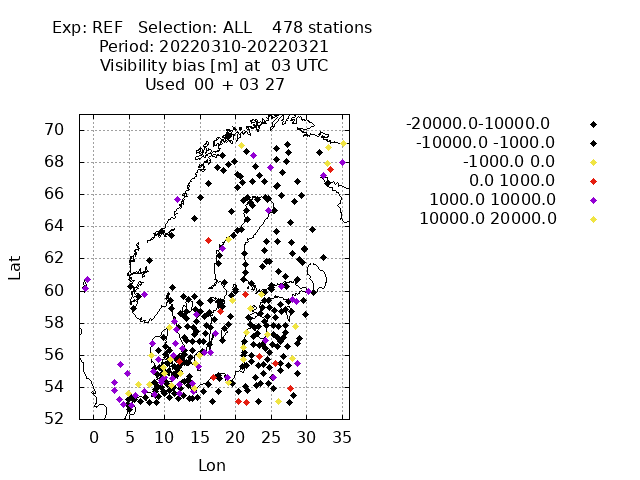 Exp: REF   Selection: ALL    478 stations
Period: 20220310-20220321
Visibility bias [m] at  03 UTC
Used  00 + 03 27
-20000.0-10000.0
-10000.0 -1000.0
-1000.0 0.0
0.0 1000.0
1000.0 10000.0
10000.0 20000.0
70
68
66
64
62
60
58
56
54
52
Lat
0 5 10 15 20 25 30 35
Lon